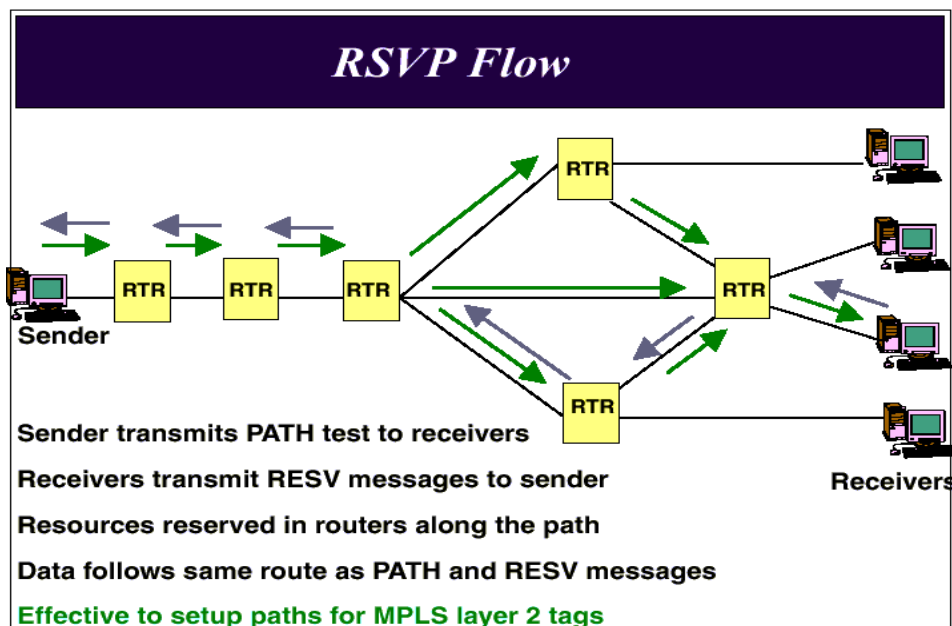 RSVP Flow
RTR
RTR
RTR
RTR
RTR
RTR
Sender
Sender transmits PATH test to receivers
Receivers transmit RESV messages to sender
Receivers
Resources reserved in routers along the path
Data follows same route as PATH and RESV messages
Effective to setup paths for MPLS layer 2 tags